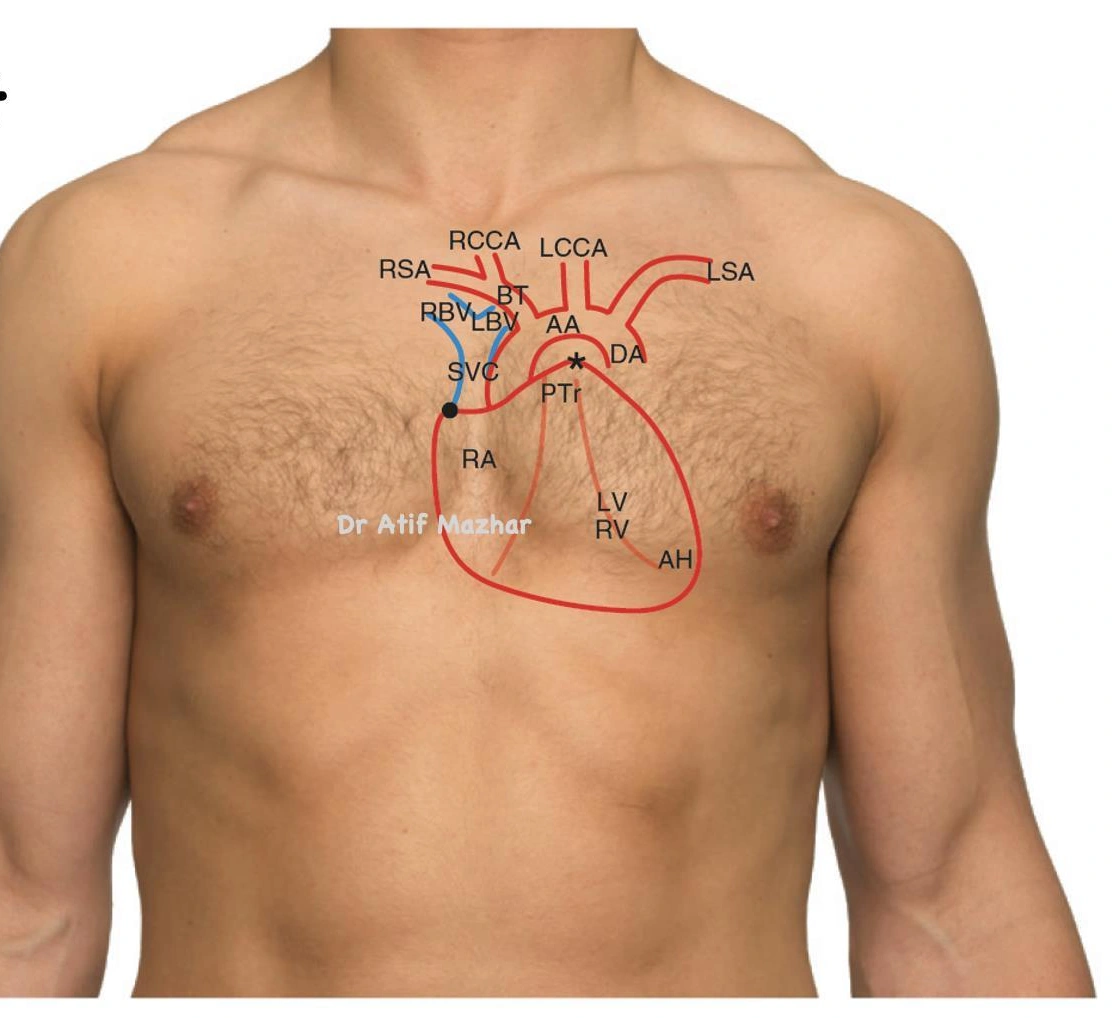 RCCA
LCCA
RSA
LSA
BT
RBV
LBV
AA
DA
SVC
*
PTr
RA
LV
RV
Dr Atif Mazhar
AH